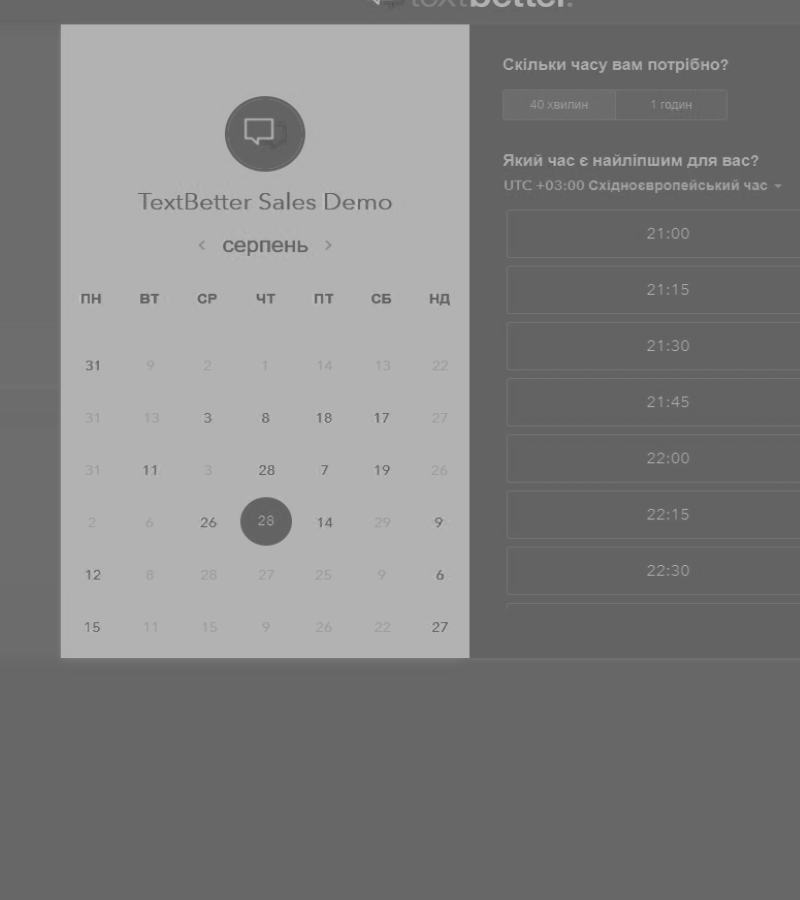 textbetter.
TextBetter Sales Demo
‹ серпень ›
ПН ВТ СР ЧТ ПТ СБ НД
31 9 2 1 14 13 22
31 13 3 8 18 17 27
31 11 3 28 7 19 26
2 6 26 28 14 29 9
12 8 28 27 25 9 6
15 11 15 9 26 22 27
Скільки часу вам потрібно?
40 хвилин 1 годин
Який час є найліпшим для вас?
UTC +03:00 Східноєвропейський час
21:00
21:15
21:30
21:45
22:00
22:15
22:30